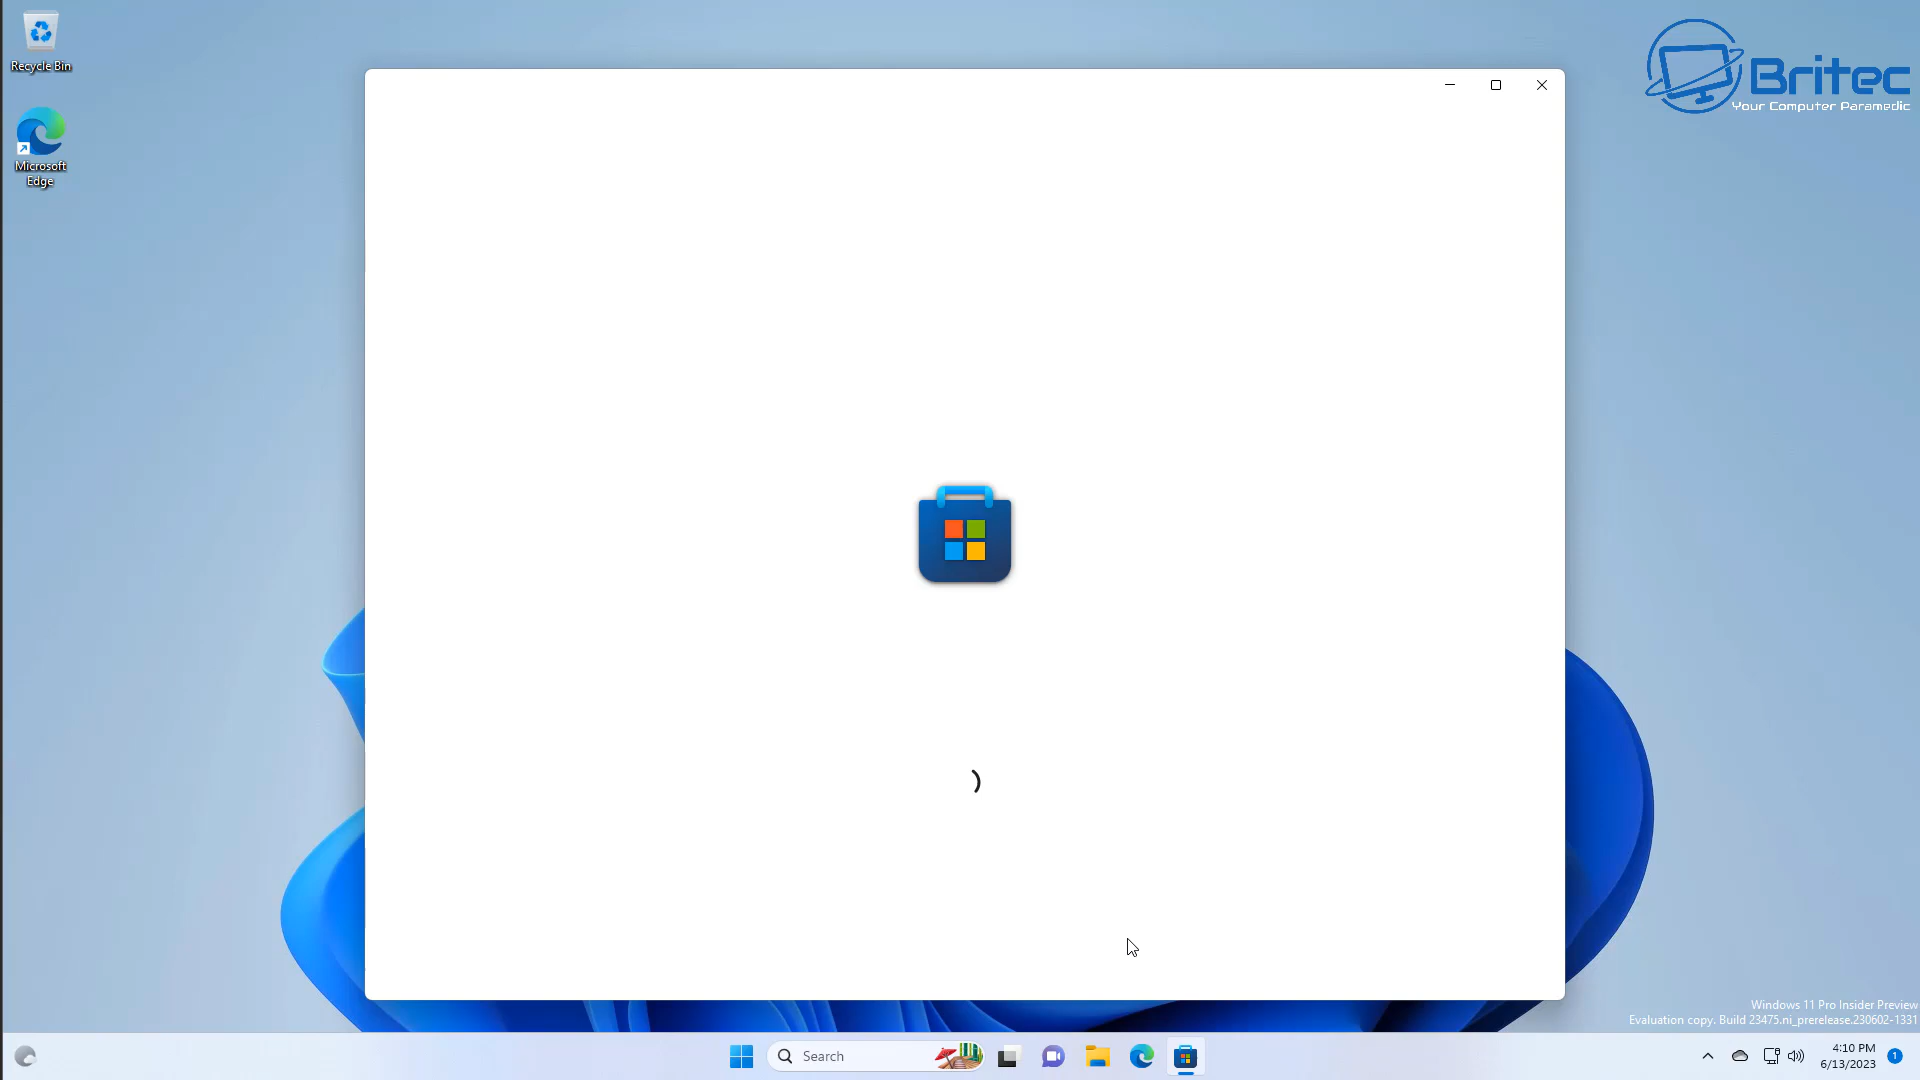 Recycle Bin
Microsoft
Edge
Britec
Your Computer Paramedic
Windows 11 Pro Insider Preview
Evaluation copy. Build 23475.ni_prerelease.230602-1331
Search
4:10 PM
6/13/2023
1